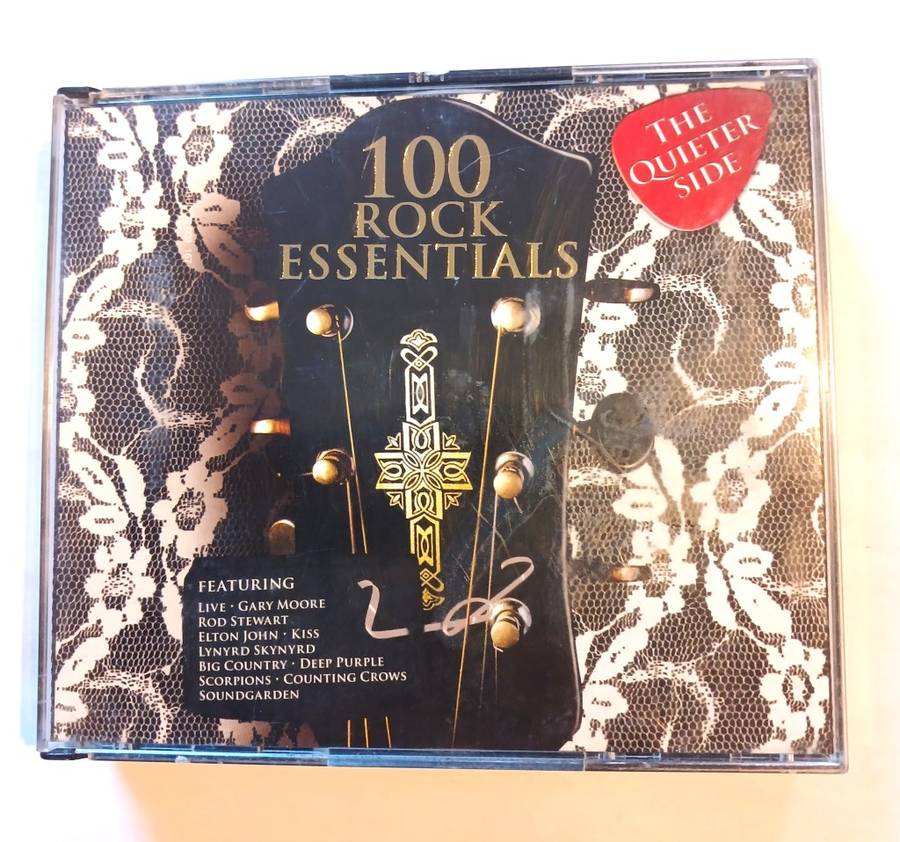 100
ROCK
ESSENTIALS
THE
QUIETER
SIDE
FEATURING
LIVE · GARY MOORE
ROD STEWART
ELTON JOHN · KISS
LYNYRD SKYNYRD
BIG COUNTRY · DEEP PURPLE
SCORPIONS · COUNTING CROWS
SOUNDGARDEN